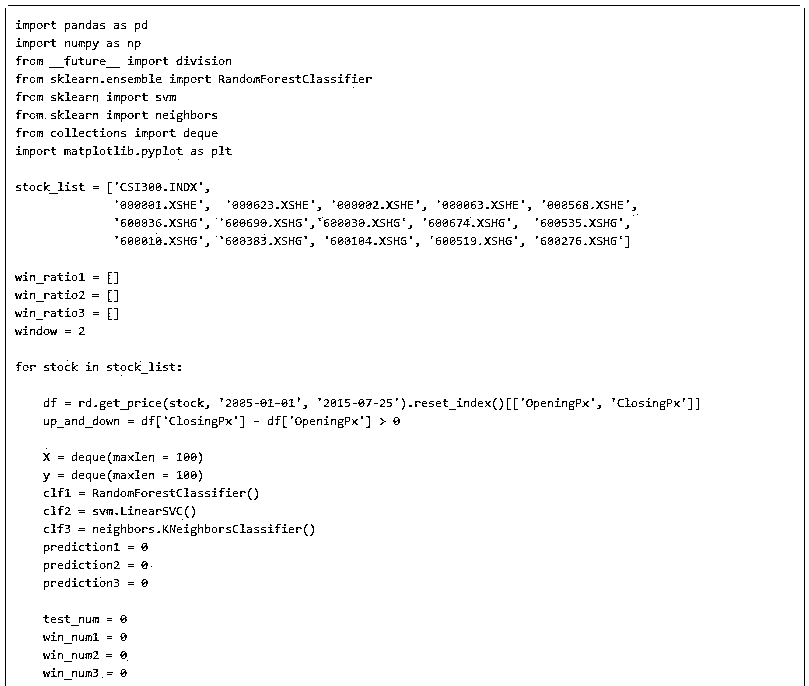 import pandas as pd
import numpy as np
from __future__ import division
from sklearn.ensemble import RandomForestClassifier
from sklearn import svm
from sklearn import neighbors
from collections import deque
import matplotlib.pyplot as plt
stock_list = ['CSI300.INDX',
'000001.XSHE', '000623.XSHE', '000002.XSHE', '000063.XSHE', '000568.XSHE',
'600036.XSHG', '600690.XSHG','600030.XSHG', '600674.XSHG', '600535.XSHG',
'600010.XSHG', '600383.XSHG', '600104.XSHG', '600519.XSHG', '600276.XSHG']
win_ratio1 = []
win_ratio2 = []
win_ratio3 = []
window = 2
for stock in stock_list:
df = rd.get_price(stock, '2005-01-01', '2015-07-25').reset_index()[['OpeningPx', 'ClosingPx']]
up_and_down = df['ClosingPx'] - df['OpeningPx'] > 0
X = deque(maxlen = 100)
y = deque(maxlen = 100)
clf1 = RandomForestClassifier()
clf2 = svm.LinearSVC()
clf3 = neighbors.KNeighborsClassifier()
prediction1 = 0
prediction2 = 0
prediction3 = 0
test_num = 0
win_num1 = 0
win_num2 = 0
win_num3 = 0